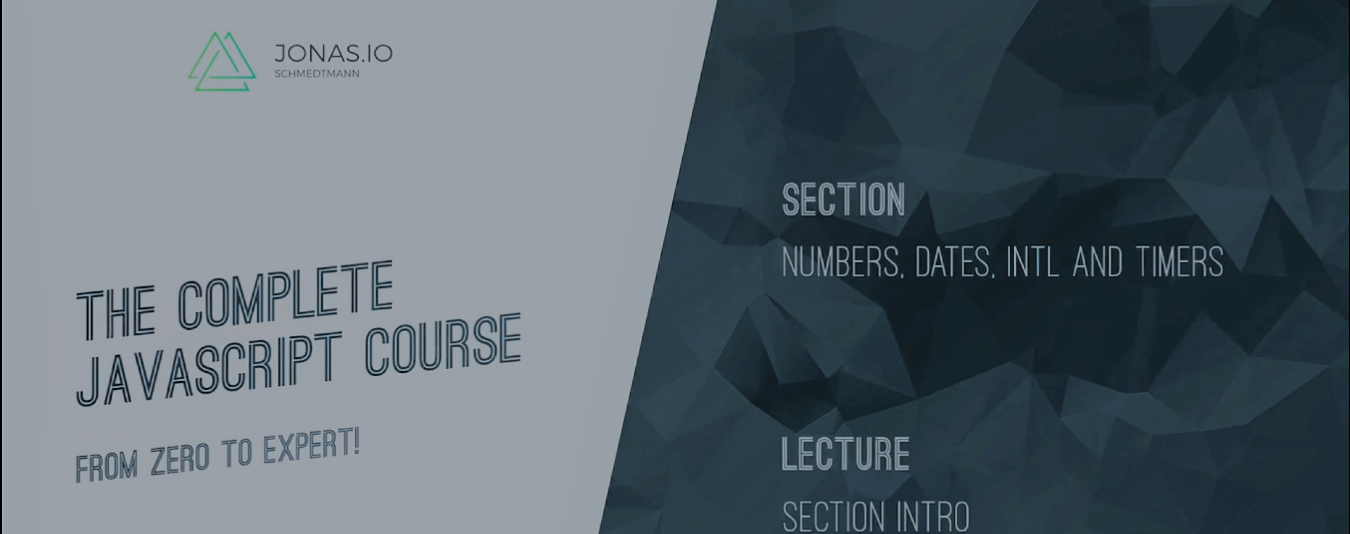 JONAS.IO
SCHMEDTMANN
THE COMPLETE
JAVASCRIPT COURSE
FROM ZERO TO EXPERT!
SECTION
NUMBERS, DATES, INTL AND TIMERS
LECTURE
SECTION INTRO